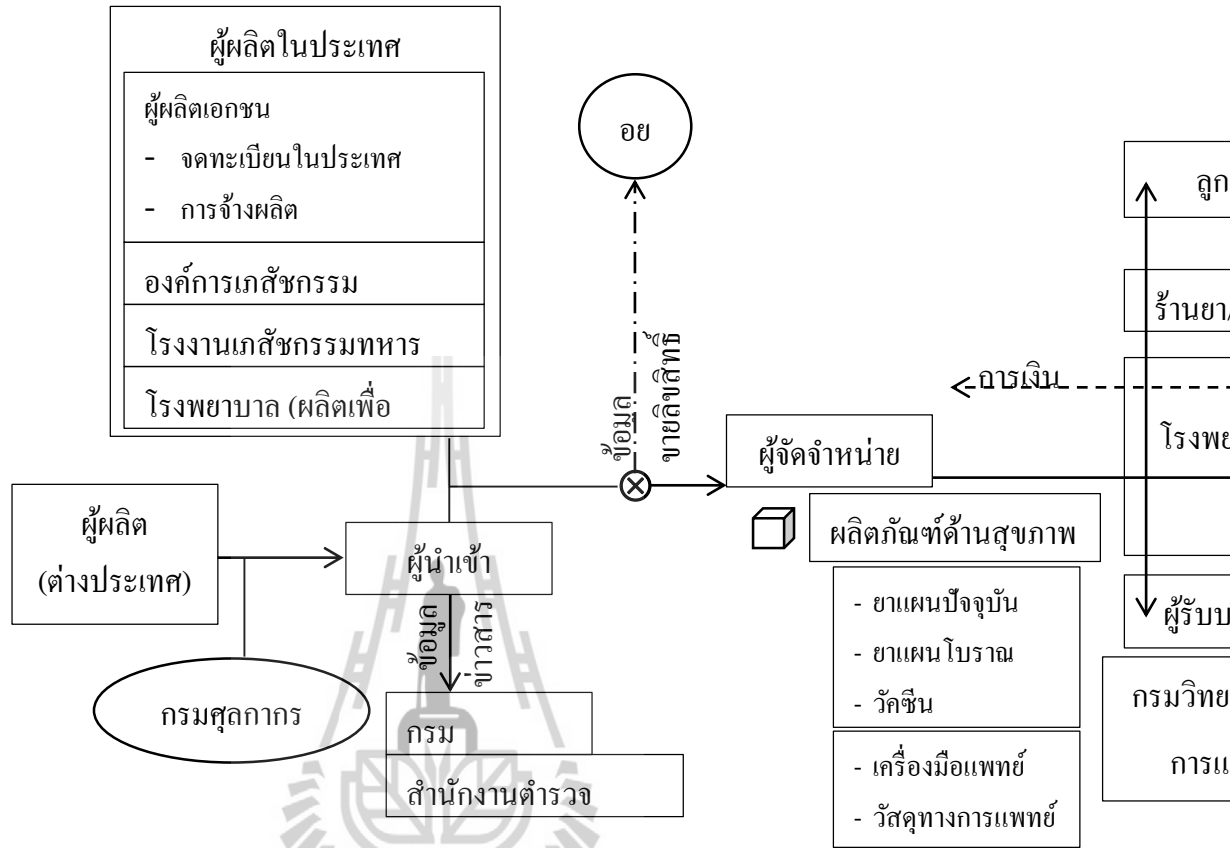 ผู้ผลิตในประเทศ
ผู้ผลิตเอกชน
- จดทะเบียนในประเทศ
- การจ้างผลิต
องค์การเภสัชกรรม
โรงงานเภสัชกรรมทหาร
โรงพยาบาล (ผลิตเพื่อ
อย
ข้อมูล
ขายลิขสิทธิ์
ผู้ผลิต
(ต่างประเทศ)
ผู้นำเข้า
ข้อมูล
ข่าวสาร
กรมศุลกากร
กรม
สำนักงานตำรวจ
ผู้จัดจำหน่าย
ผลิตภัณฑ์ด้านสุขภาพ
- ยาแผนปัจจุบัน
- ยาแผนโบราณ
- วัคซีน
- เครื่องมือแพทย์
- วัสดุทางการแพทย์
การเงิน
ลูก
ร้านยา/
โรงพย
ผู้รับบ
กรมวิทย
การแ